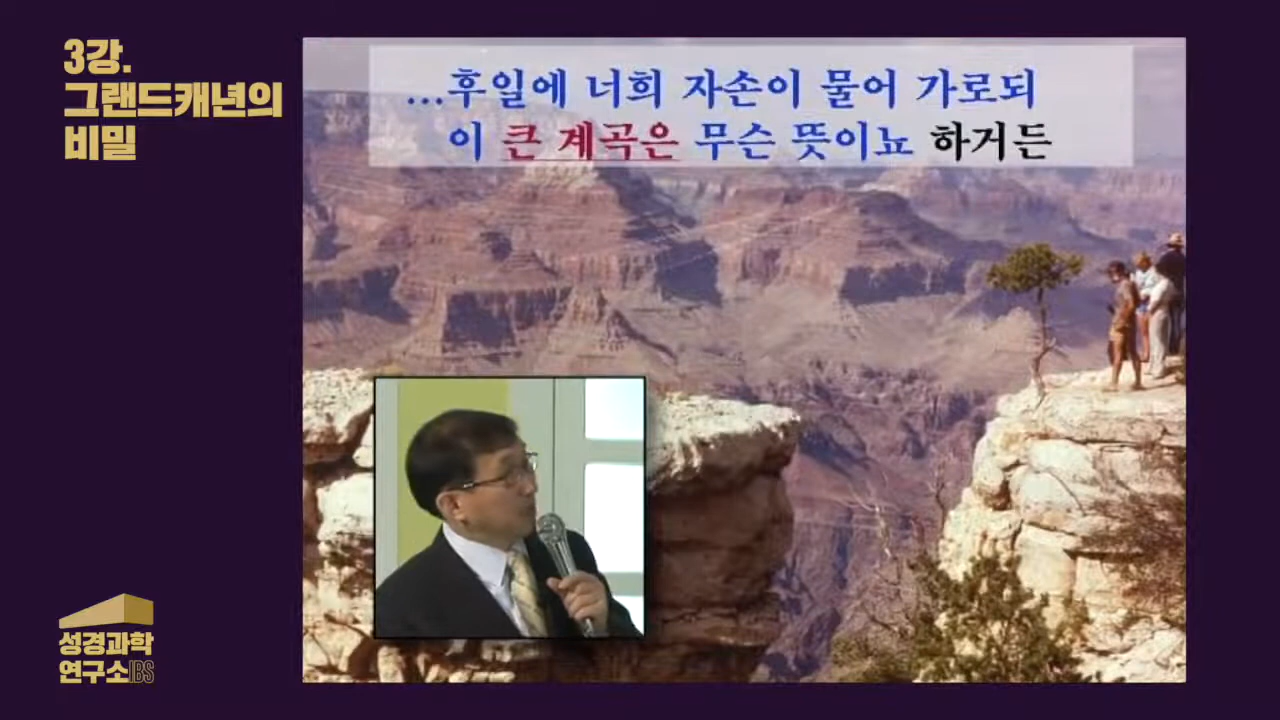 3강.
그랜드캐년의
비밀
...후일에 너희 자손이 물어 가로되
이 큰 계곡은 무슨 뜻이뇨 하거든
성경과학
연구소IBS